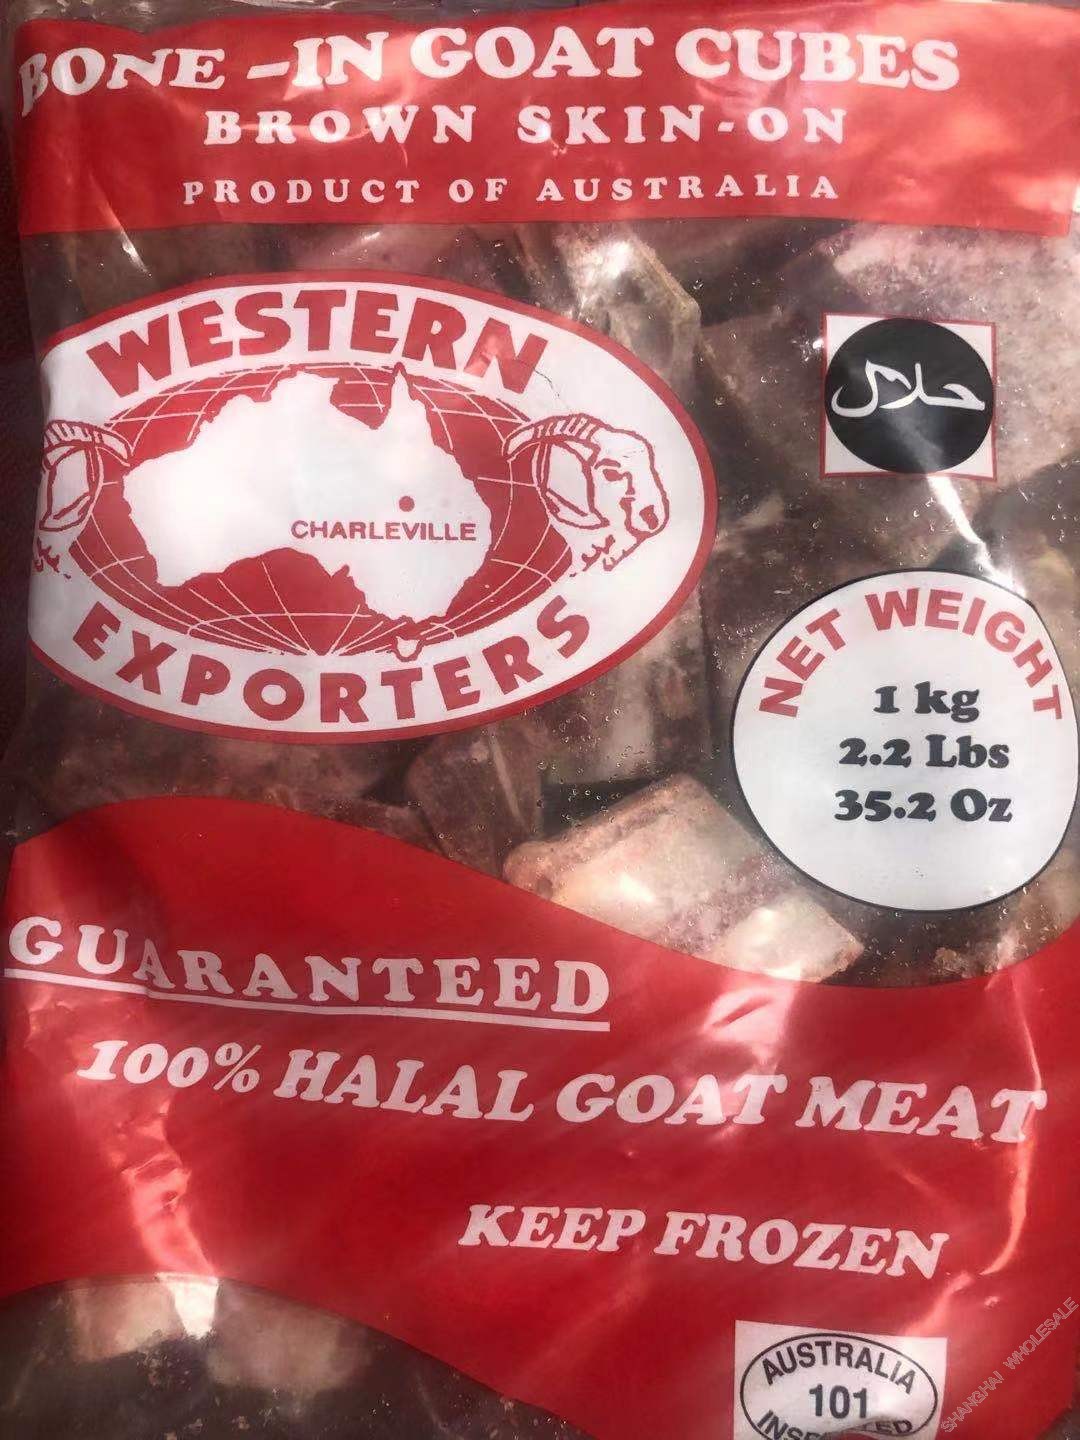 BONE -IN GOAT CUBES
BROWN SKIN-ON
PRODUCT OF AUSTRALIA
WESTERN
CHARLEVILLE
EXPORTERS
حلال
NET WEIGHT
1 kg
2.2 Lbs
35.2 Oz
GUARANTEED
100% HALAL GOAT MEAT
KEEP FROZEN
AUSTRALIA
101
SHANGHAI WHOLESALE